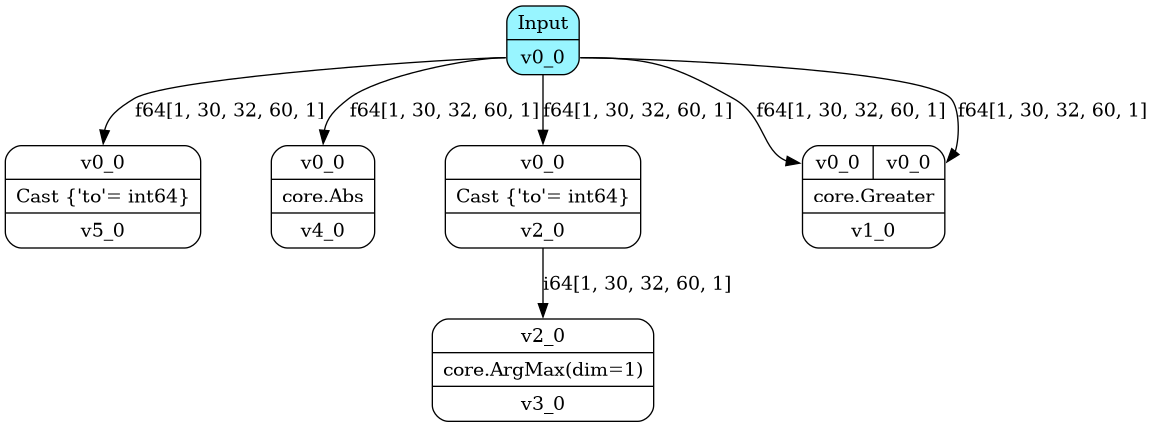 Input
v0_0
f64[1, 30, 32, 60, 1] f64[1, 30, 32, 60, 1] f64[1, 30, 32, 60, 1] f64[1, 30, 32, 60, 1] f64[1, 30, 32, 60, 1]
v0_0 v0_0 v0_0 v0_0 v0_0
Cast {'to'= int64} core.Abs Cast {'to'= int64} core.Greater
v5_0 v4_0 v2_0 v1_0
i64[1, 30, 32, 60, 1]
v2_0
core.ArgMax(dim=1)
v3_0